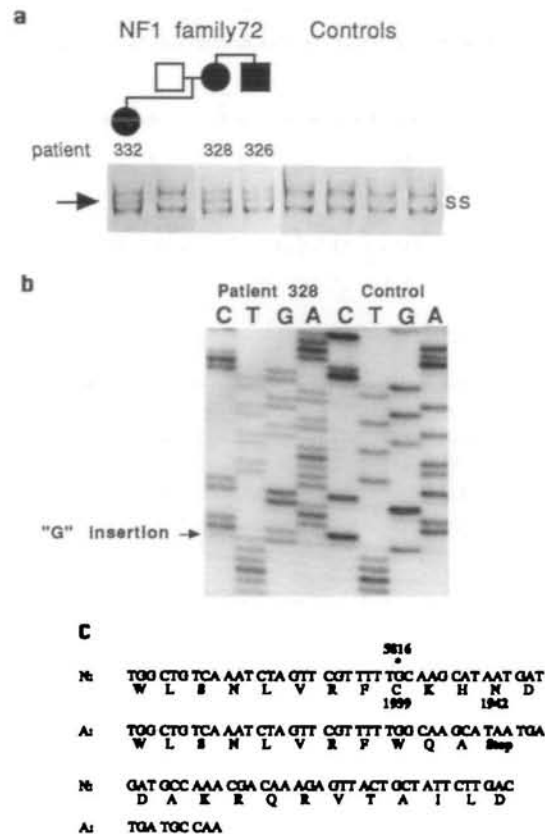 a
NF1 family72 Controls
patient 332 328 326
SS
b
Patient 328 Control
C T G A C T G A
"G" insertion
C
5816
N: TGG CTG TCA AAT CTA GTT CGT TTT TGC AAG CAT AAT GAT
W L S N L V R F C K H N D
1939 1942
A: TGG CTG TCA AAT CTA GTT CGT TTT TGG CAA GCA TAA TGA
W L S N L V R F W Q A Stop
N: GAT GCC AAA CGA CAA AGA GTT ACT GCT ATT CTT GAC
D A K R Q R V T A I L D
A: TGA TGC CAA